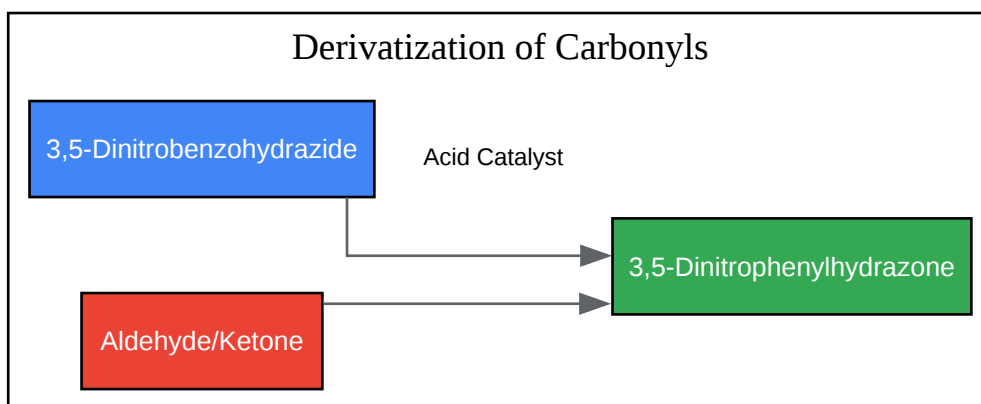 Derivatization of Carbonyls
3,5-Dinitrobenzohydrazide
Acid Catalyst
3,5-Dinitrophenylhydrazone
Aldehyde/Ketone